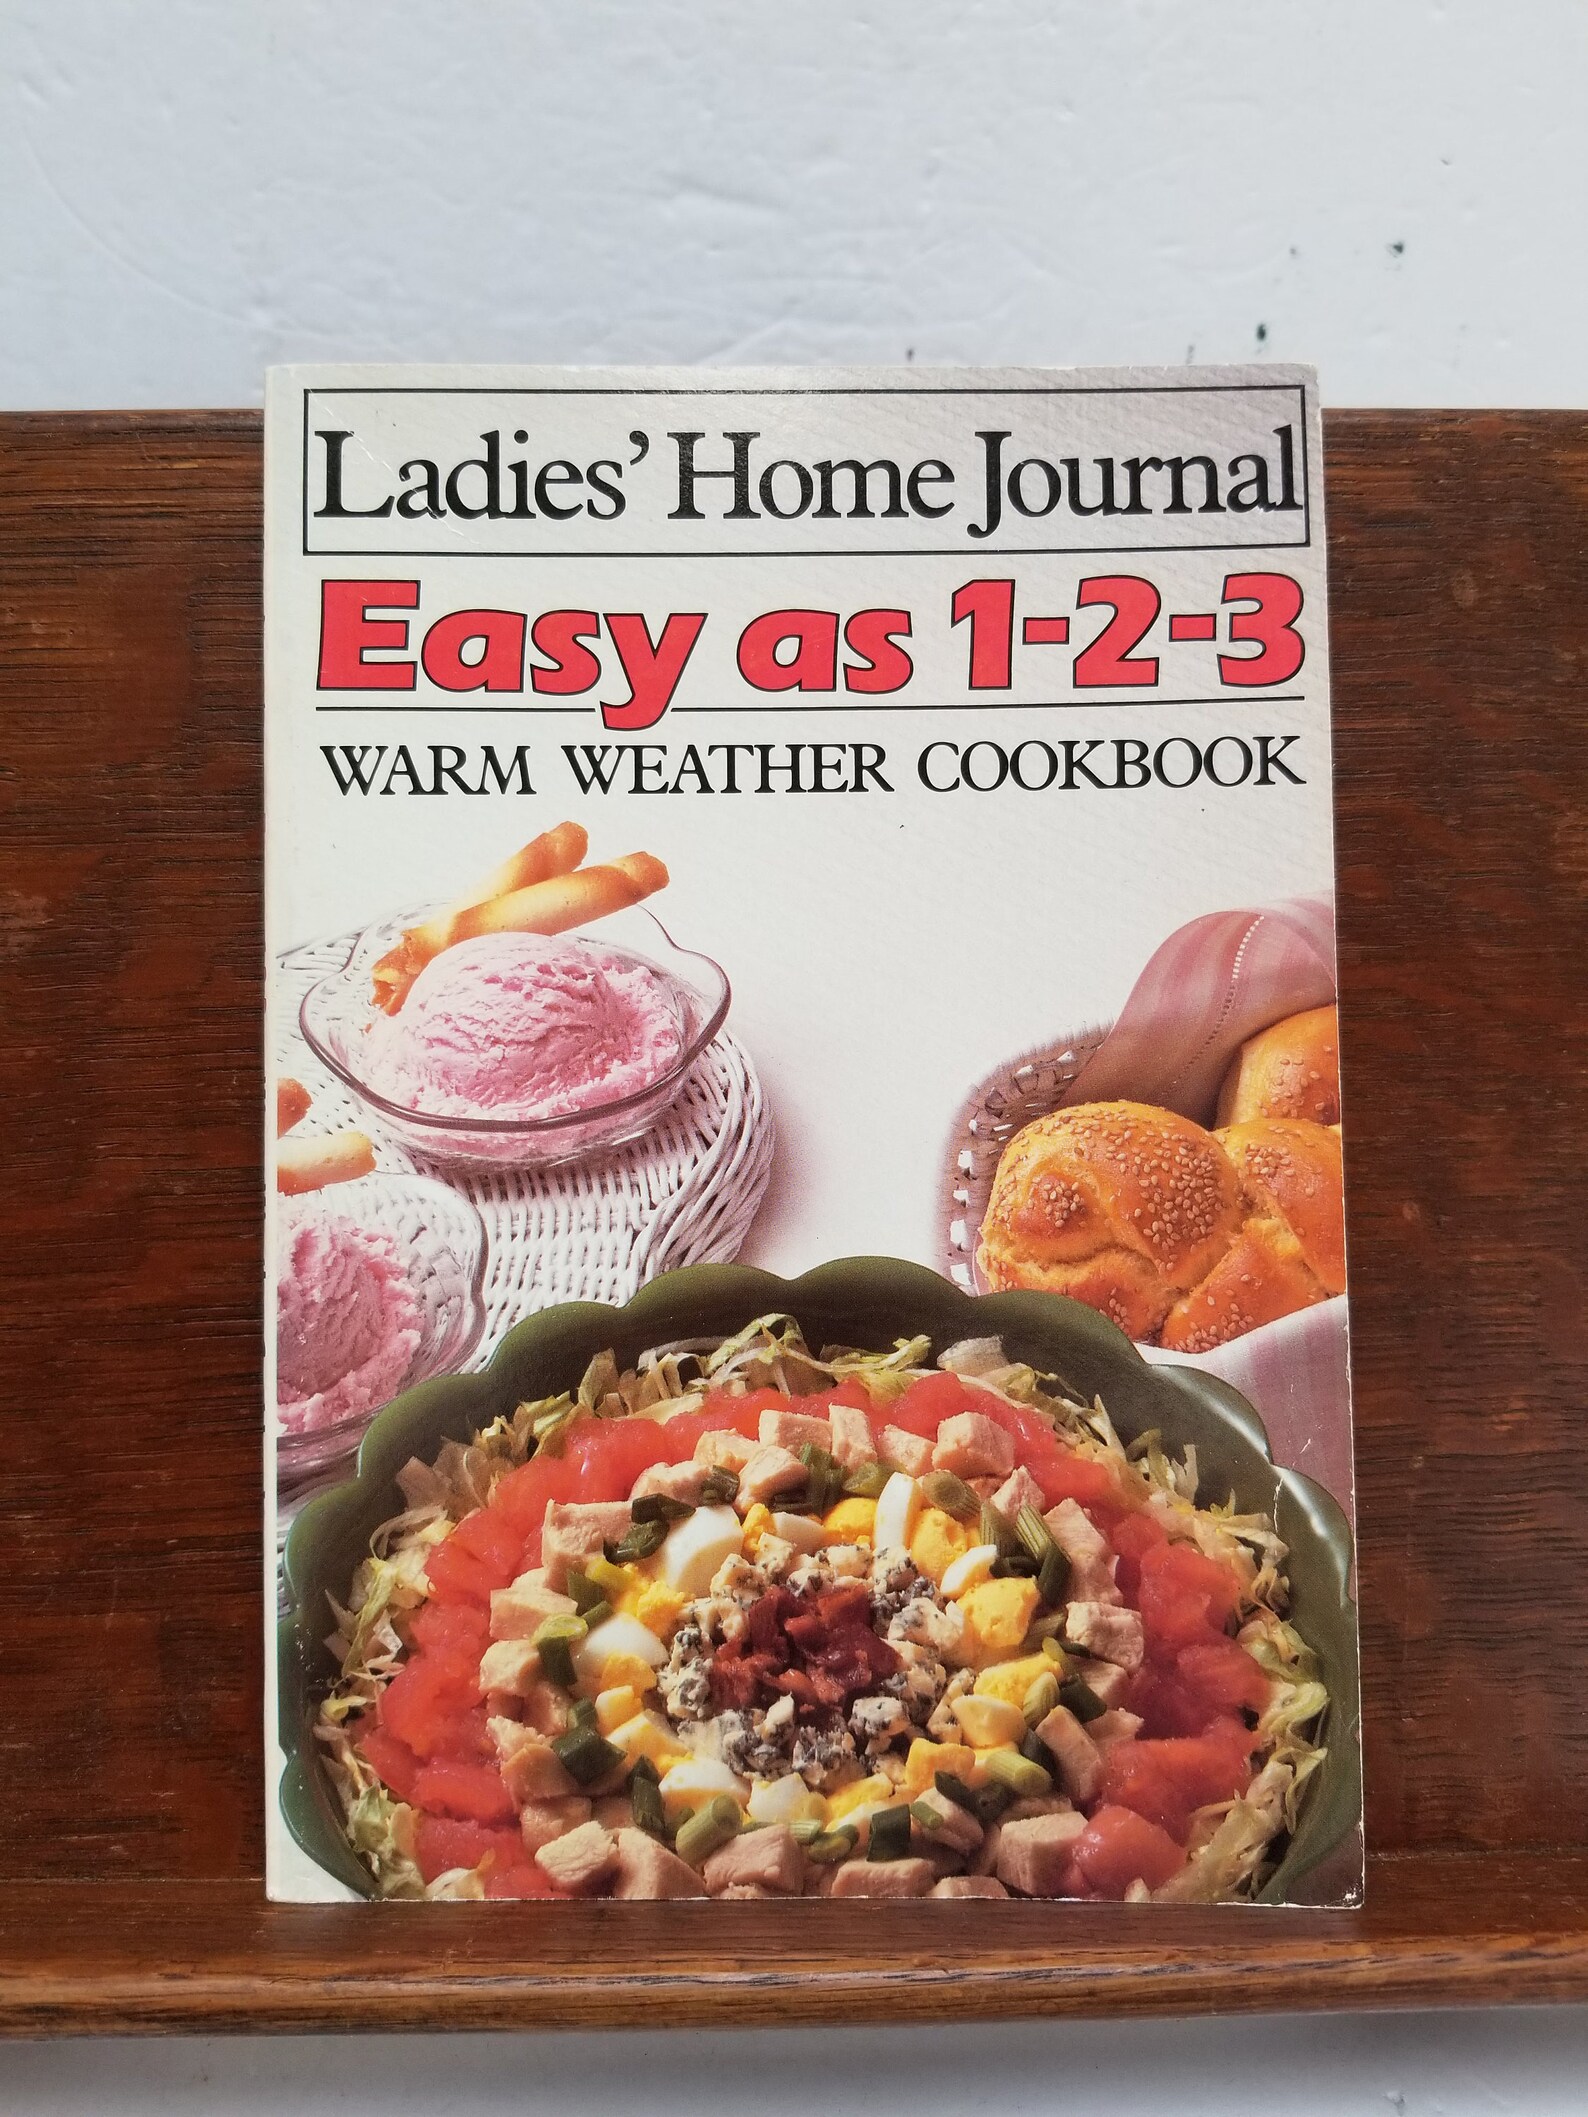 Ladies' Home Journal
Easy as 1-2-3
WARM WEATHER COOKBOOK